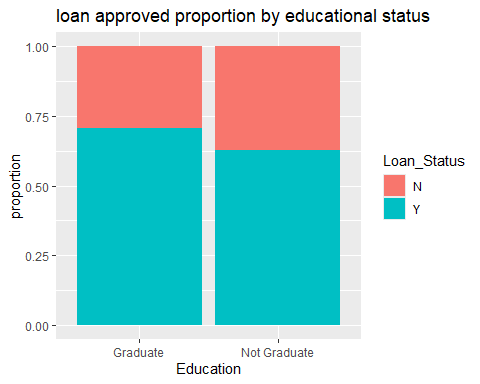 loan approved proportion by educational status
proportion
1.00
0.75
0.50
0.25
0.00
Graduate
Not Graduate
Education
Loan_Status
N
Y